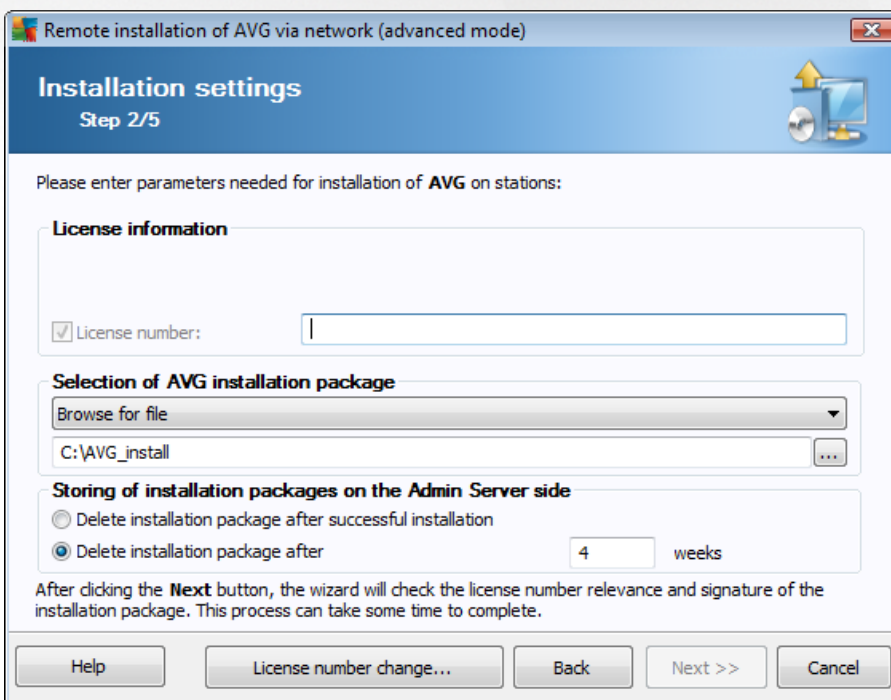 Remote installation of AVG via network (advanced mode)
Installation settings
Step 2/5
Please enter parameters needed for installation of AVG on stations:
License information
License number:
Selection of AVG installation package
Browse for file
C:\AVG_install
...
Storing of installation packages on the Admin Server side
Delete installation package after successful installation
Delete installation package after 4 weeks
After clicking the Next button, the wizard will check the license number relevance and signature of the
installation package. This process can take some time to complete.
Help License number change... Back Next >> Cancel